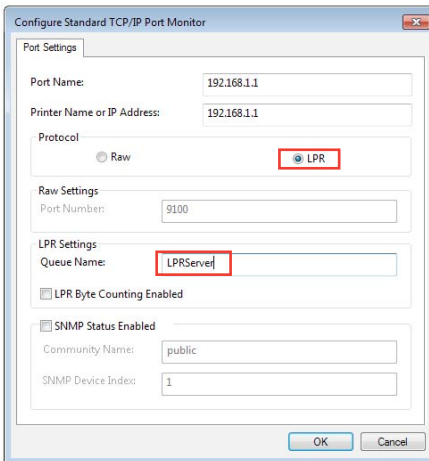 Configure Standard TCP/IP Port Monitor
Port Settings
Port Name: 192.168.1.1
Printer Name or IP Address: 192.168.1.1
Protocol
Raw LPR
Raw Settings
Port Number: 9100
LPR Settings
Queue Name: LPRServer
LPR Byte Counting Enabled
SNMP Status Enabled
Community Name: public
SNMP Device Index: 1
OK Cancel